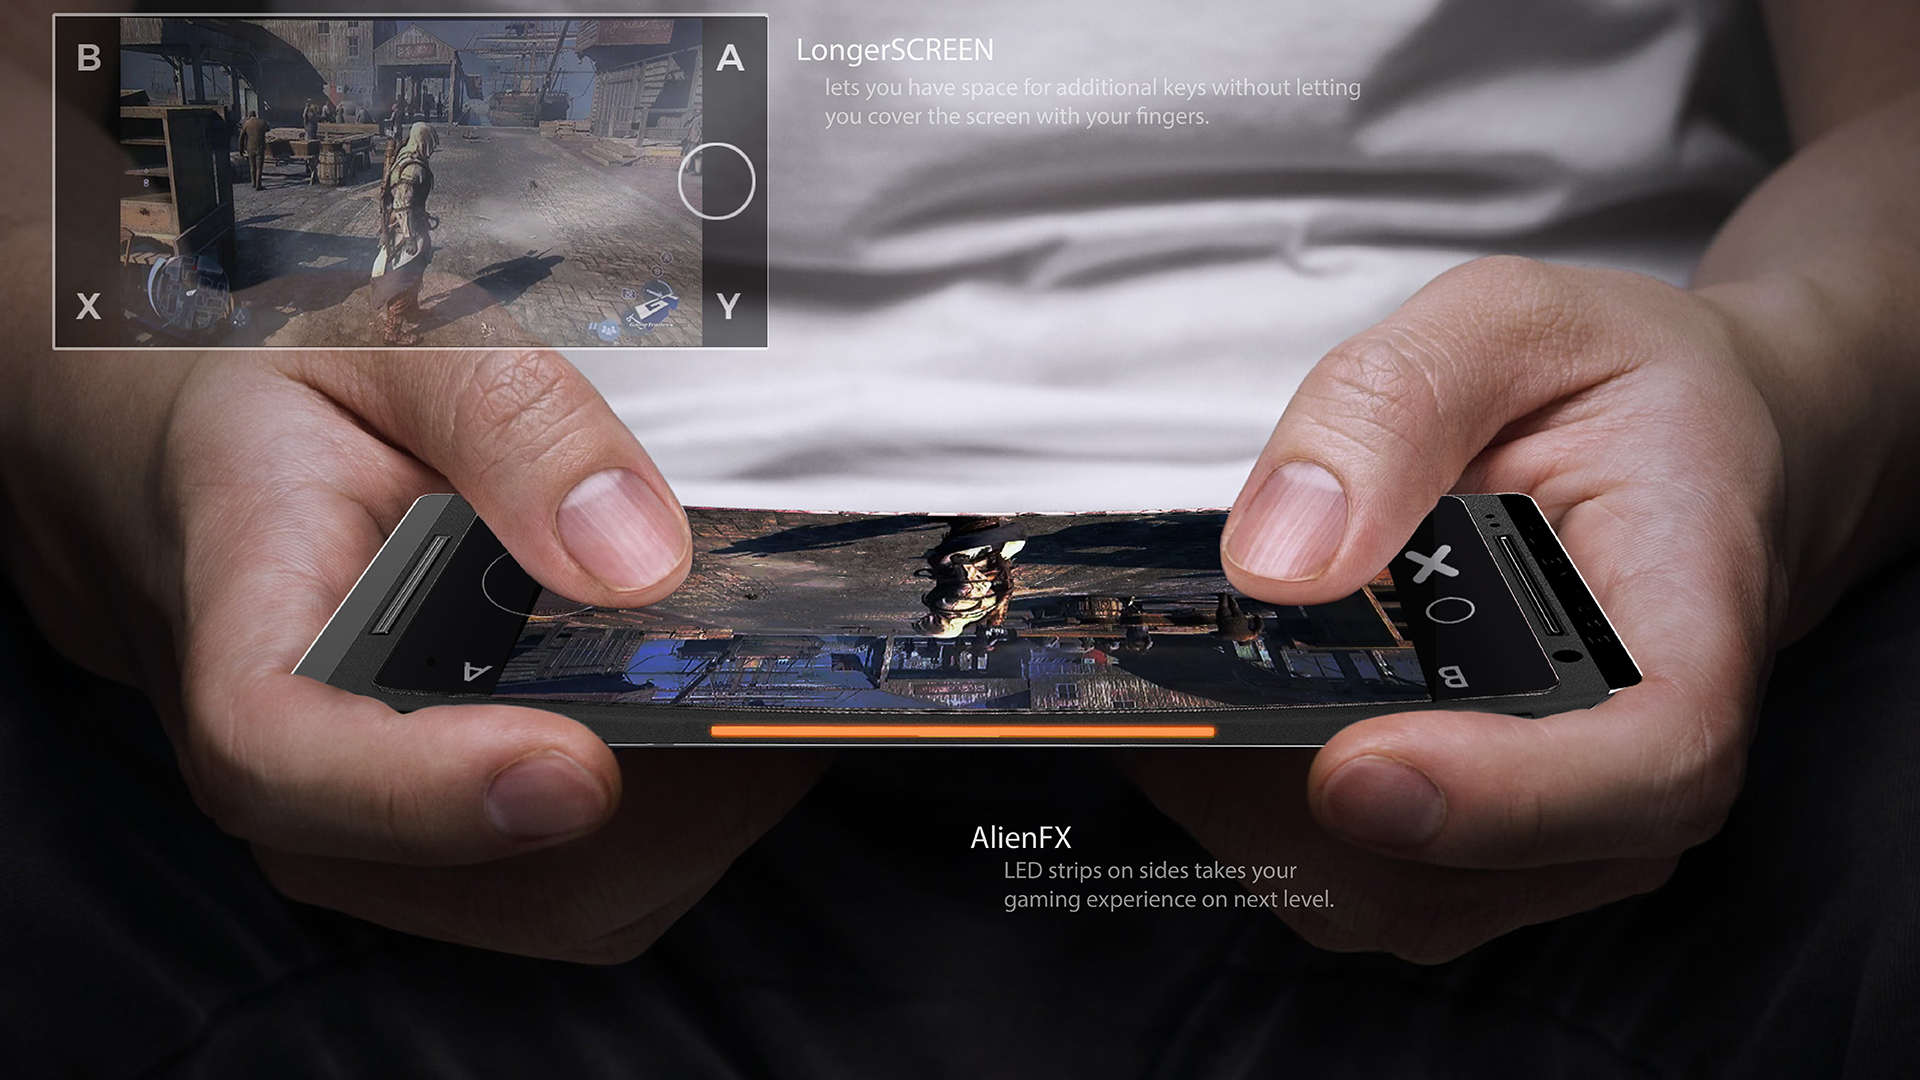 B
A
X
Y
LongerSCREEN
lets you have space for additional keys without letting
you cover the screen with your fingers.
A
X
B
AlienFX
LED strips on sides takes your
gaming experience on next level.